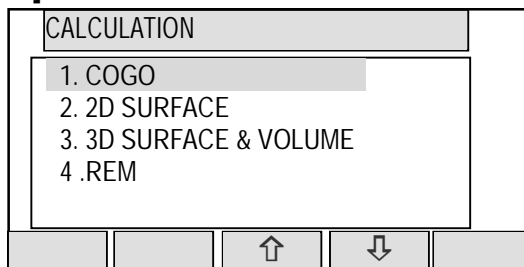 CALCULATION
1. COGO
2. 2D SURFACE
3. 3D SURFACE & VOLUME
4 .REM